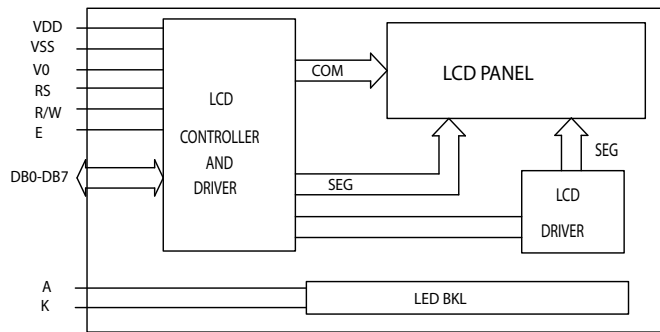 VDD
VSS
V0
RS
R/W
E
DB0-DB7
A
K
LCD
CONTROLLER
AND
DRIVER
COM
SEG
LCD PANEL
SEG
LCD
DRIVER
LED BKL